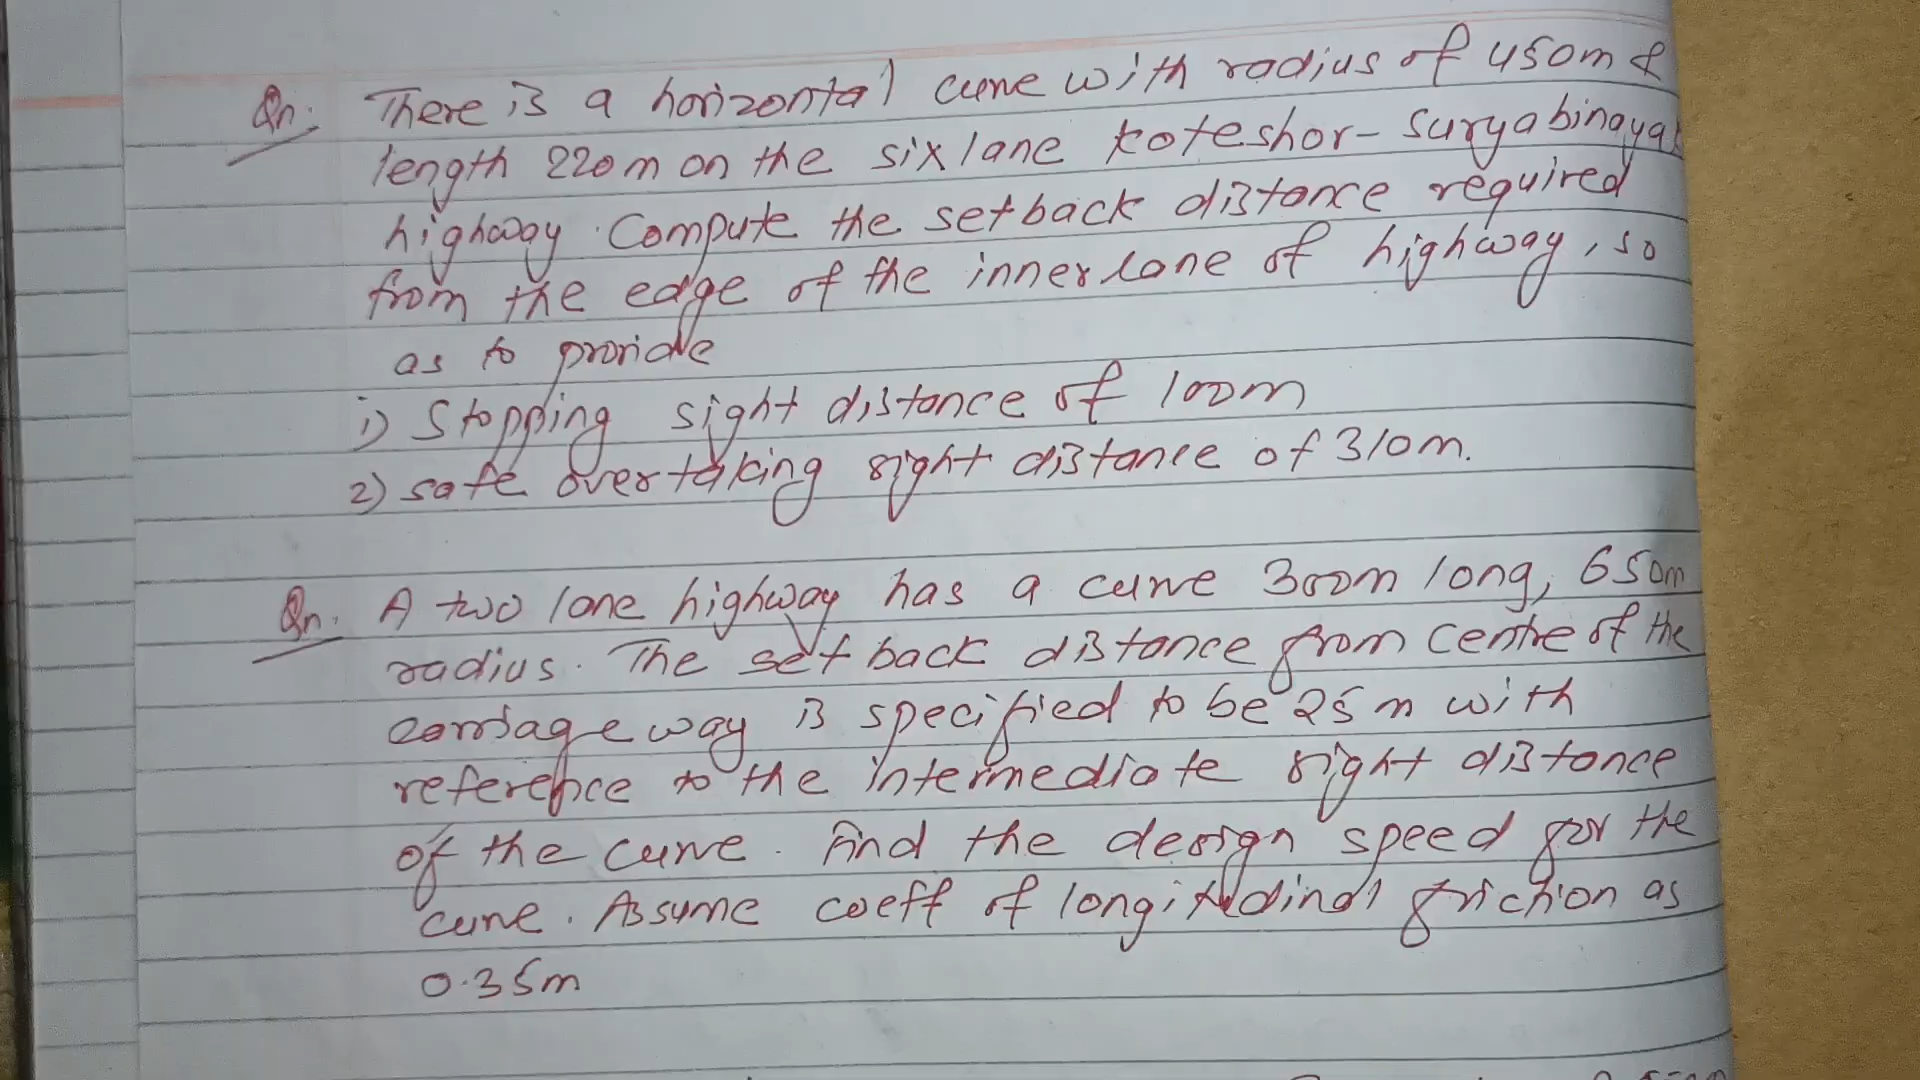 Qn. There is a horizontal curve with radius of 450m &
length 220m on the six lane Koteshor-Suryabinaya
highway. Compute the setback distance required
from the edge of the inner lane of highway, so
as to provide
i) Stopping sight distance of 100m
2) safe overtaking sight distance of 310m.
Qn. A two lane highway has a curve 300m long, 650m
radius. The set back distance from centre of the
carriage way is specified to be 25m with
reference to the intermediate sight distance
of the curve. Find the design speed for the
curve. Assume coeff of longitudinal friction as
0.35m